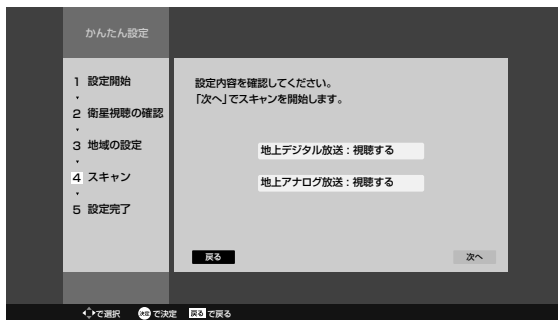 かんたん設定
1 設定開始
2 衛星視聴の確認
3 地域の設定
4 スキャン
5 設定完了
設定内容を確認してください。
「次へ」でスキャンを開始します。
地上デジタル放送：視聴する
地上アナログ放送：視聴する
戻る
次へ
で選択 決定 で決定 戻る で戻る